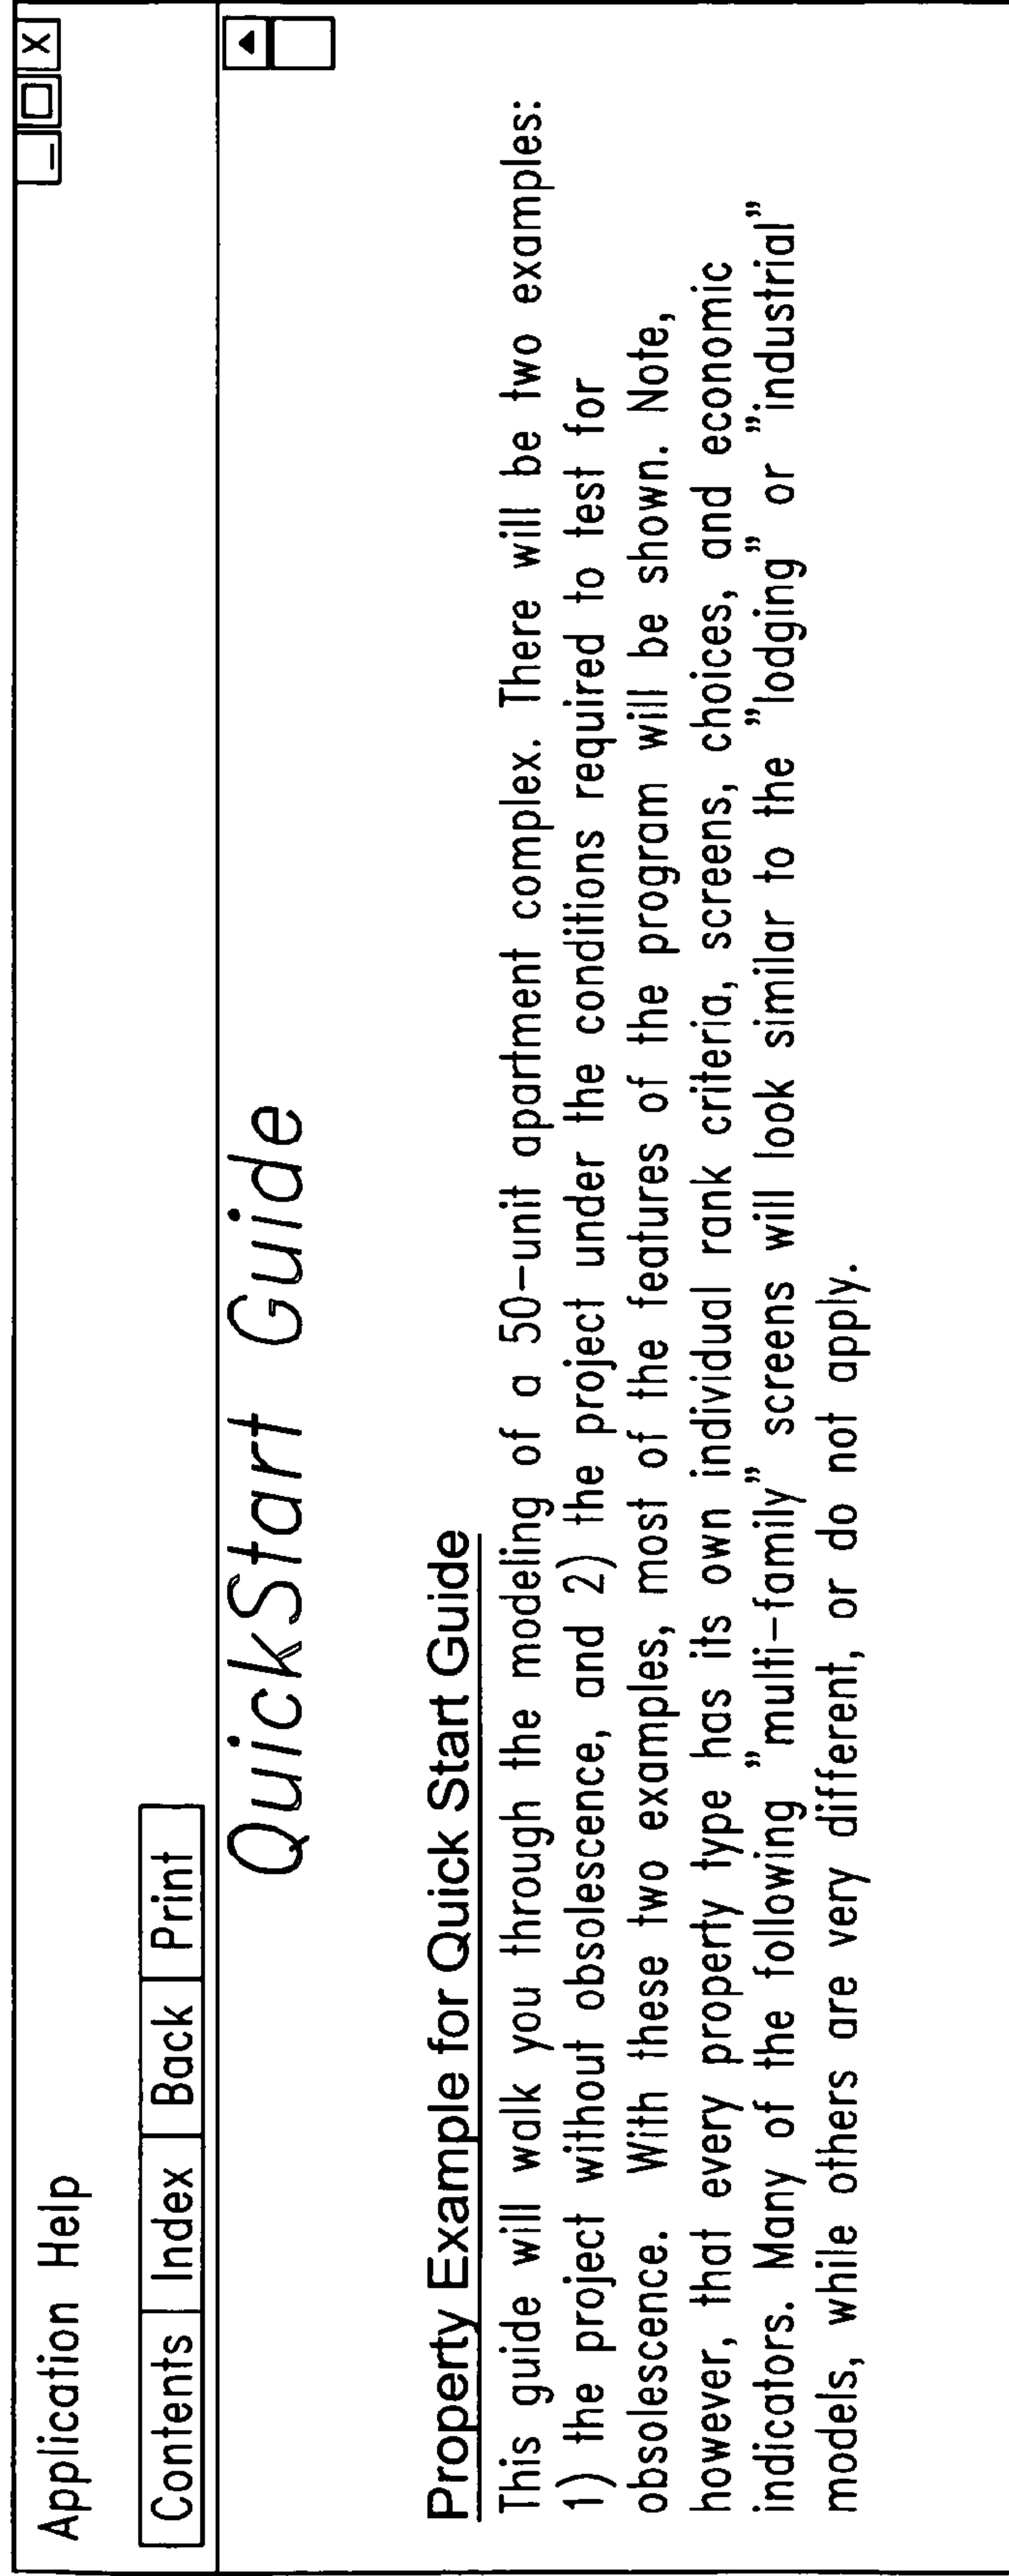 Application Help
_ □ X
Contents Index Back Print
QuickStart Guide
Property Example for Quick Start Guide
This guide will walk you through the modeling of a 50-unit apartment complex. There will be two examples:
1) the project without obsolescence, and 2) the project under the conditions required to test for
obsolescence. With these two examples, most of the features of the program will be shown. Note,
however, that every property type has its own individual rank criteria, screens, choices, and economic
indicators. Many of the following "multi-family" screens will look similar to the "lodging" or "industrial"
models, while others are very different, or do not apply.